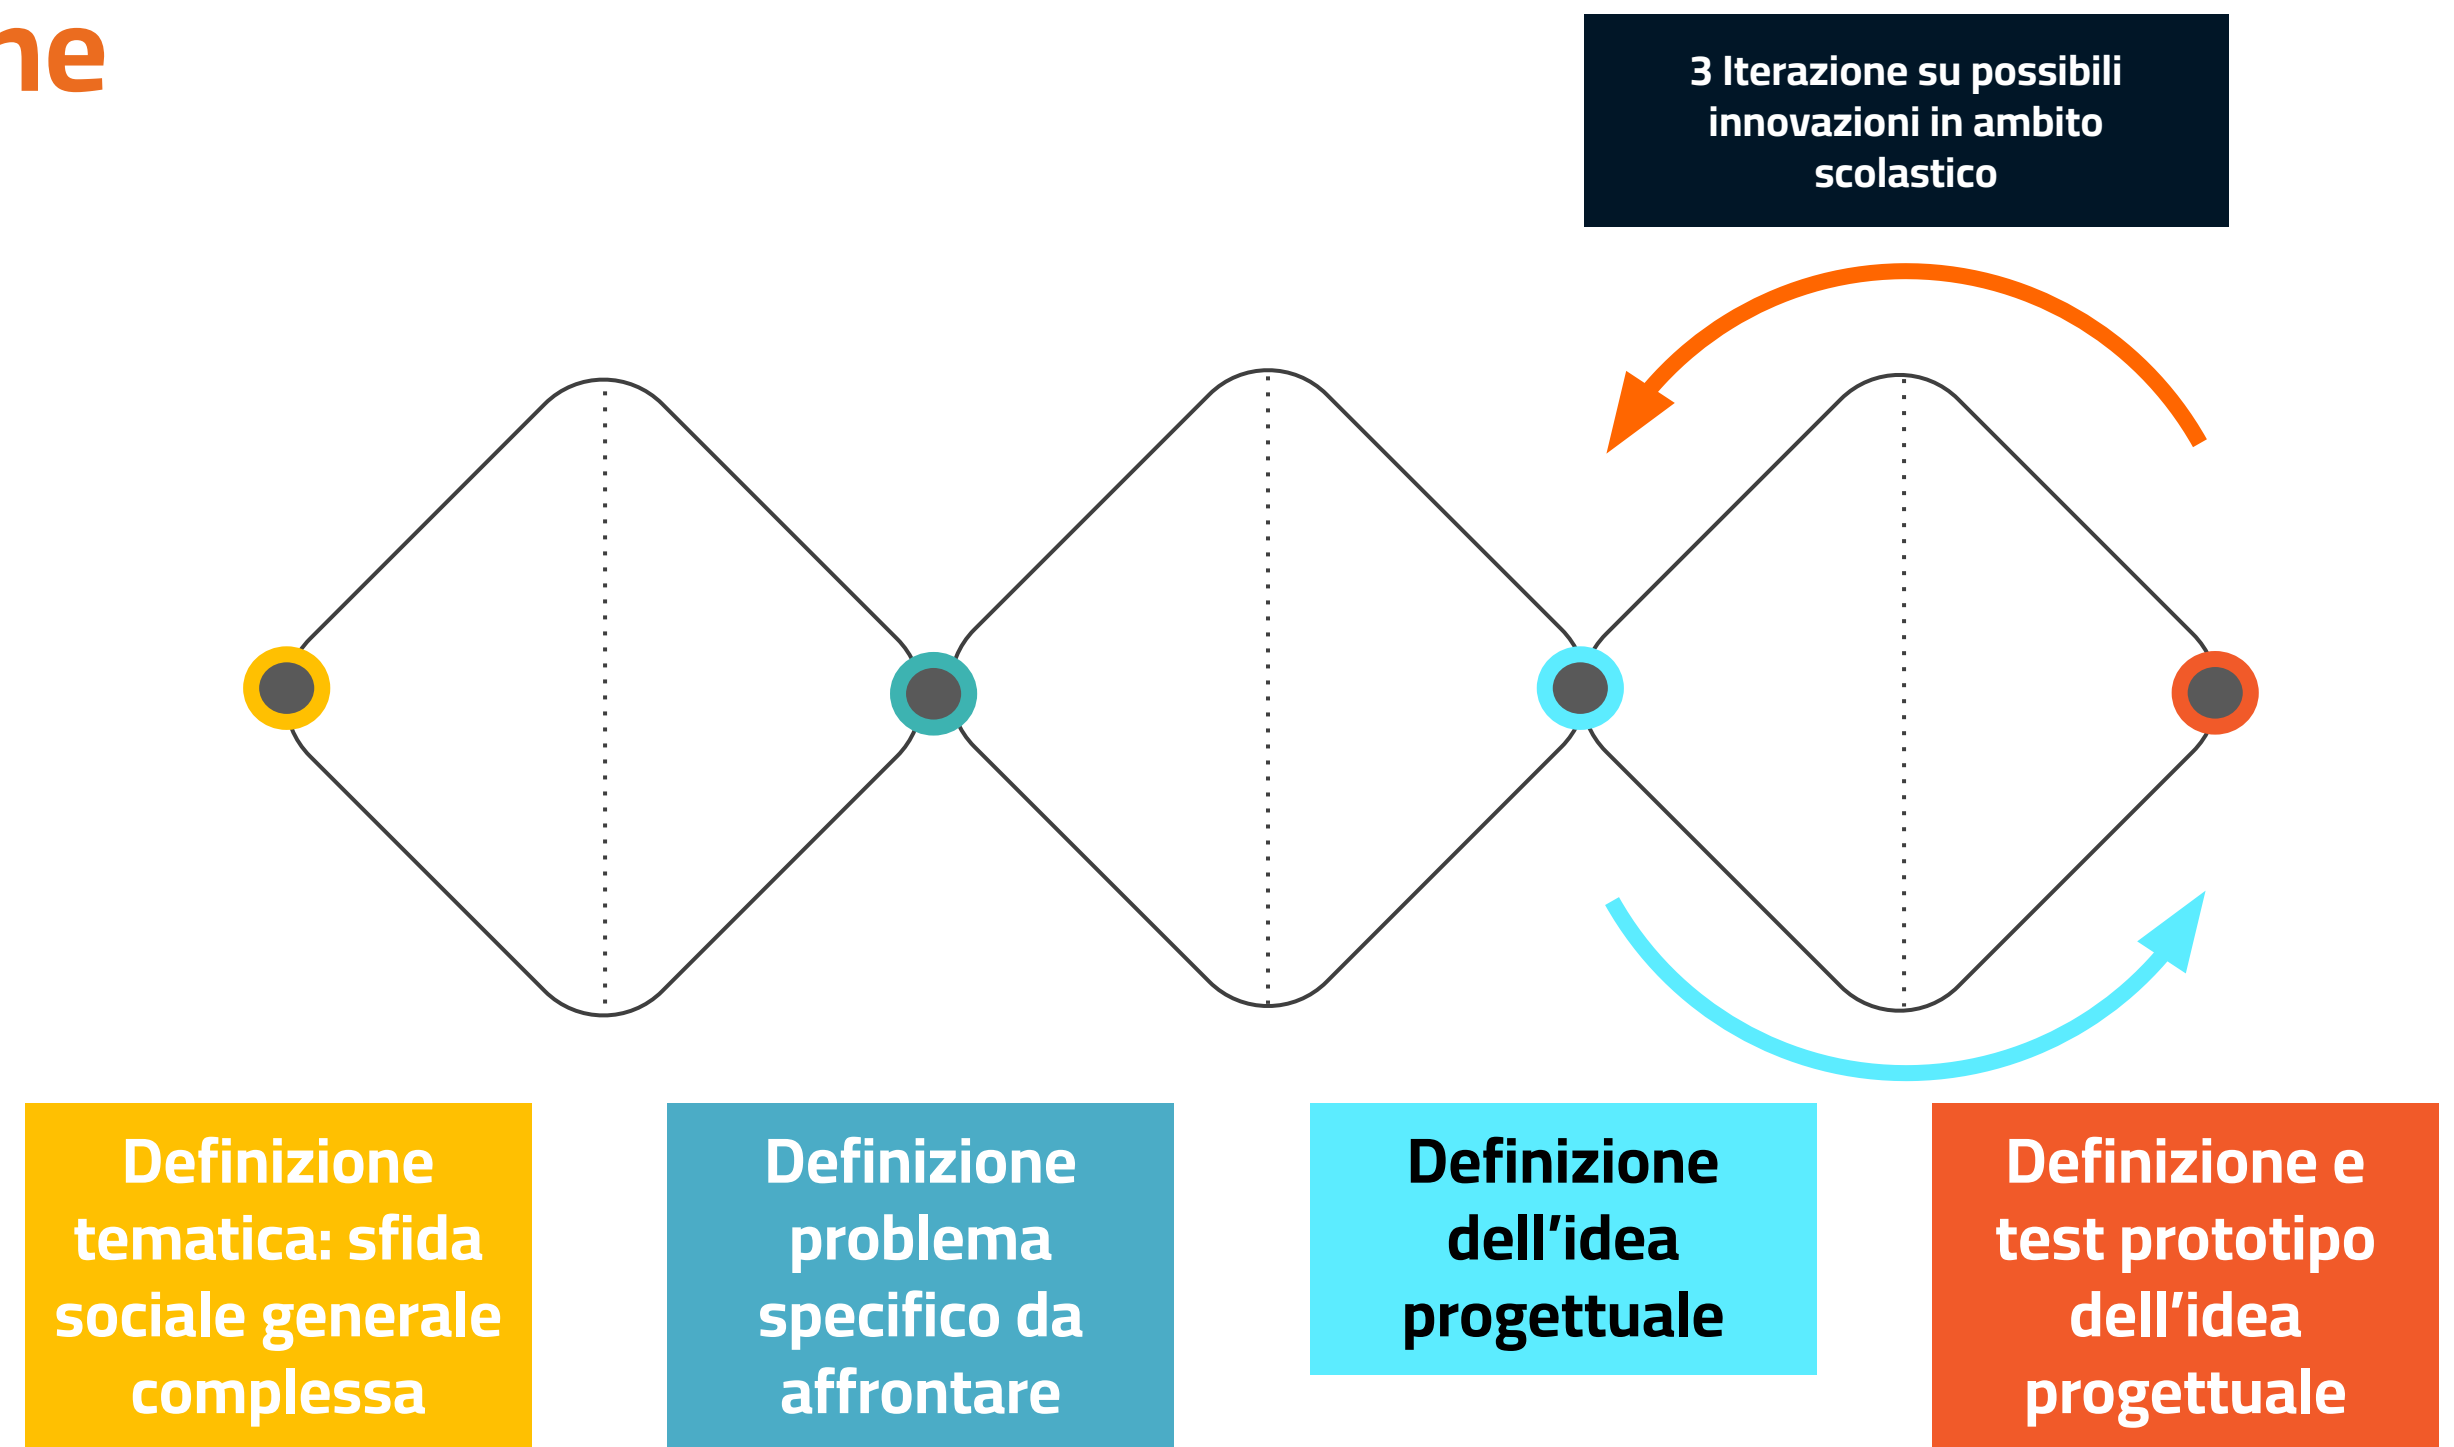 ne
3 Iterazione su possibili
innovazioni in ambito
scolastico
Definizione
tematica: sfida
sociale generale
complessa
Definizione
problema
specifico da
affrontare
Definizione
dell’idea
progettuale
Definizione e
test prototipo
dell’idea
progettuale